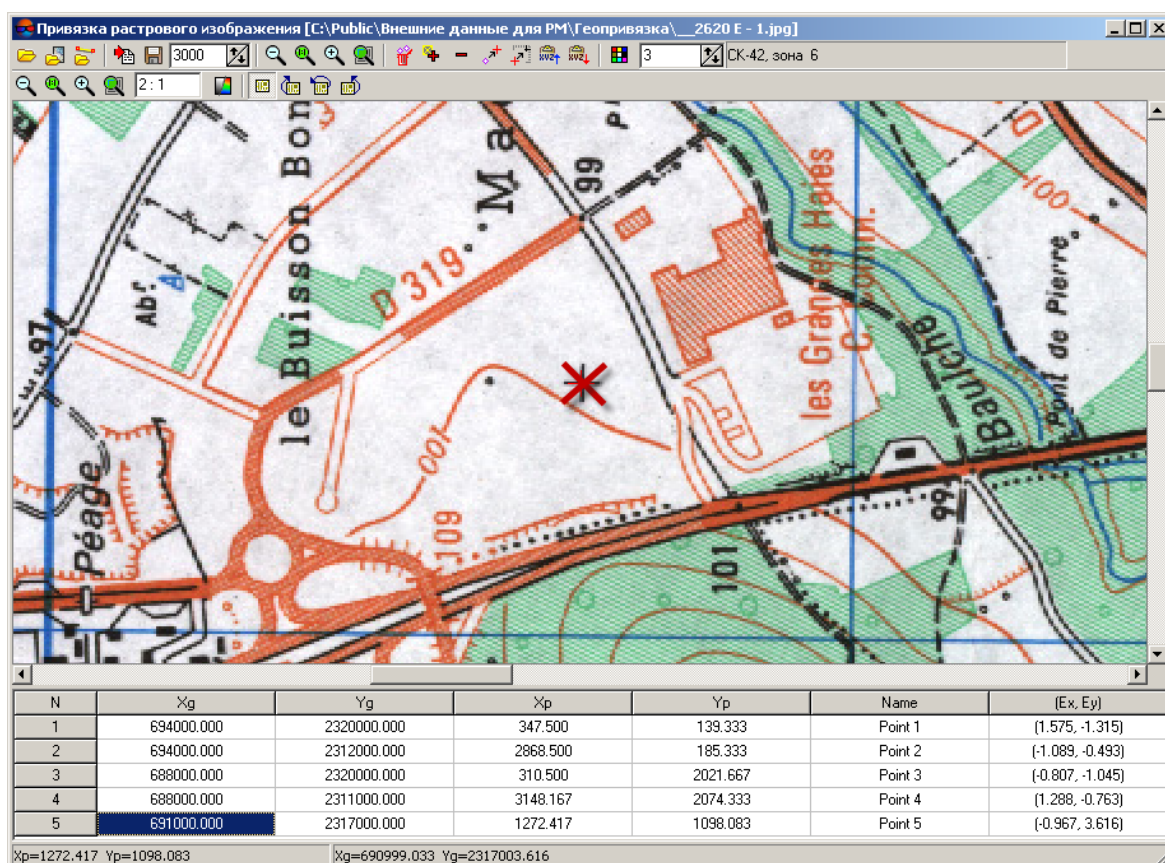 Привязка растрового изображения [C:\Public\Внешние данные для РМ\Геопривязка\__2620 E - 1.jpg]
3000 3 СК-42, зона 6
2 : 1
le Buisson Bon
Ma
P
99
D
100
D 319
Abr.
97
les Grandes Haies
C. Comm.
Bauche
Pont de Pierre
100
Péage
109
101
99
N Xg Yg Xp Yp Name (Ex, Ey)
1 694000.000 2320000.000 347.500 139.333 Point 1 (1.575, -1.315)
2 694000.000 2312000.000 2868.500 185.333 Point 2 (-1.089, -0.493)
3 688000.000 2320000.000 310.500 2021.667 Point 3 (-0.807, -1.045)
4 688000.000 2311000.000 3148.167 2074.333 Point 4 (1.288, -0.763)
5 691000.000 2317000.000 1272.417 1098.083 Point 5 (-0.967, 3.616)
Xp=1272.417 Yp=1098.083 Xg=690999.033 Yg=2317003.616